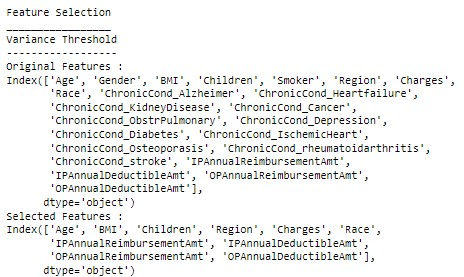 Feature Selection
_________________
Variance Threshold
------------------
Original Features :
Index(['Age', 'Gender', 'BMI', 'Children', 'Smoker', 'Region', 'Charges',
'Race', 'ChronicCond_Alzheimer', 'ChronicCond_Heartfailure',
'ChronicCond_KidneyDisease', 'ChronicCond_Cancer',
'ChronicCond_ObstrPulmonary', 'ChronicCond_Depression',
'ChronicCond_Diabetes', 'ChronicCond_IschemicHeart',
'ChronicCond_Osteoporasis', 'ChronicCond_rheumatoidarthritis',
'ChronicCond_stroke', 'IPAnnualReimbursementAmt',
'IPAnnualDeductibleAmt', 'OPAnnualReimbursementAmt',
'OPAnnualDeductibleAmt'],
dtype='object')
Selected Features :
Index(['Age', 'BMI', 'Children', 'Region', 'Charges', 'Race',
'IPAnnualReimbursementAmt', 'IPAnnualDeductibleAmt',
'OPAnnualReimbursementAmt', 'OPAnnualDeductibleAmt'],
dtype='object')